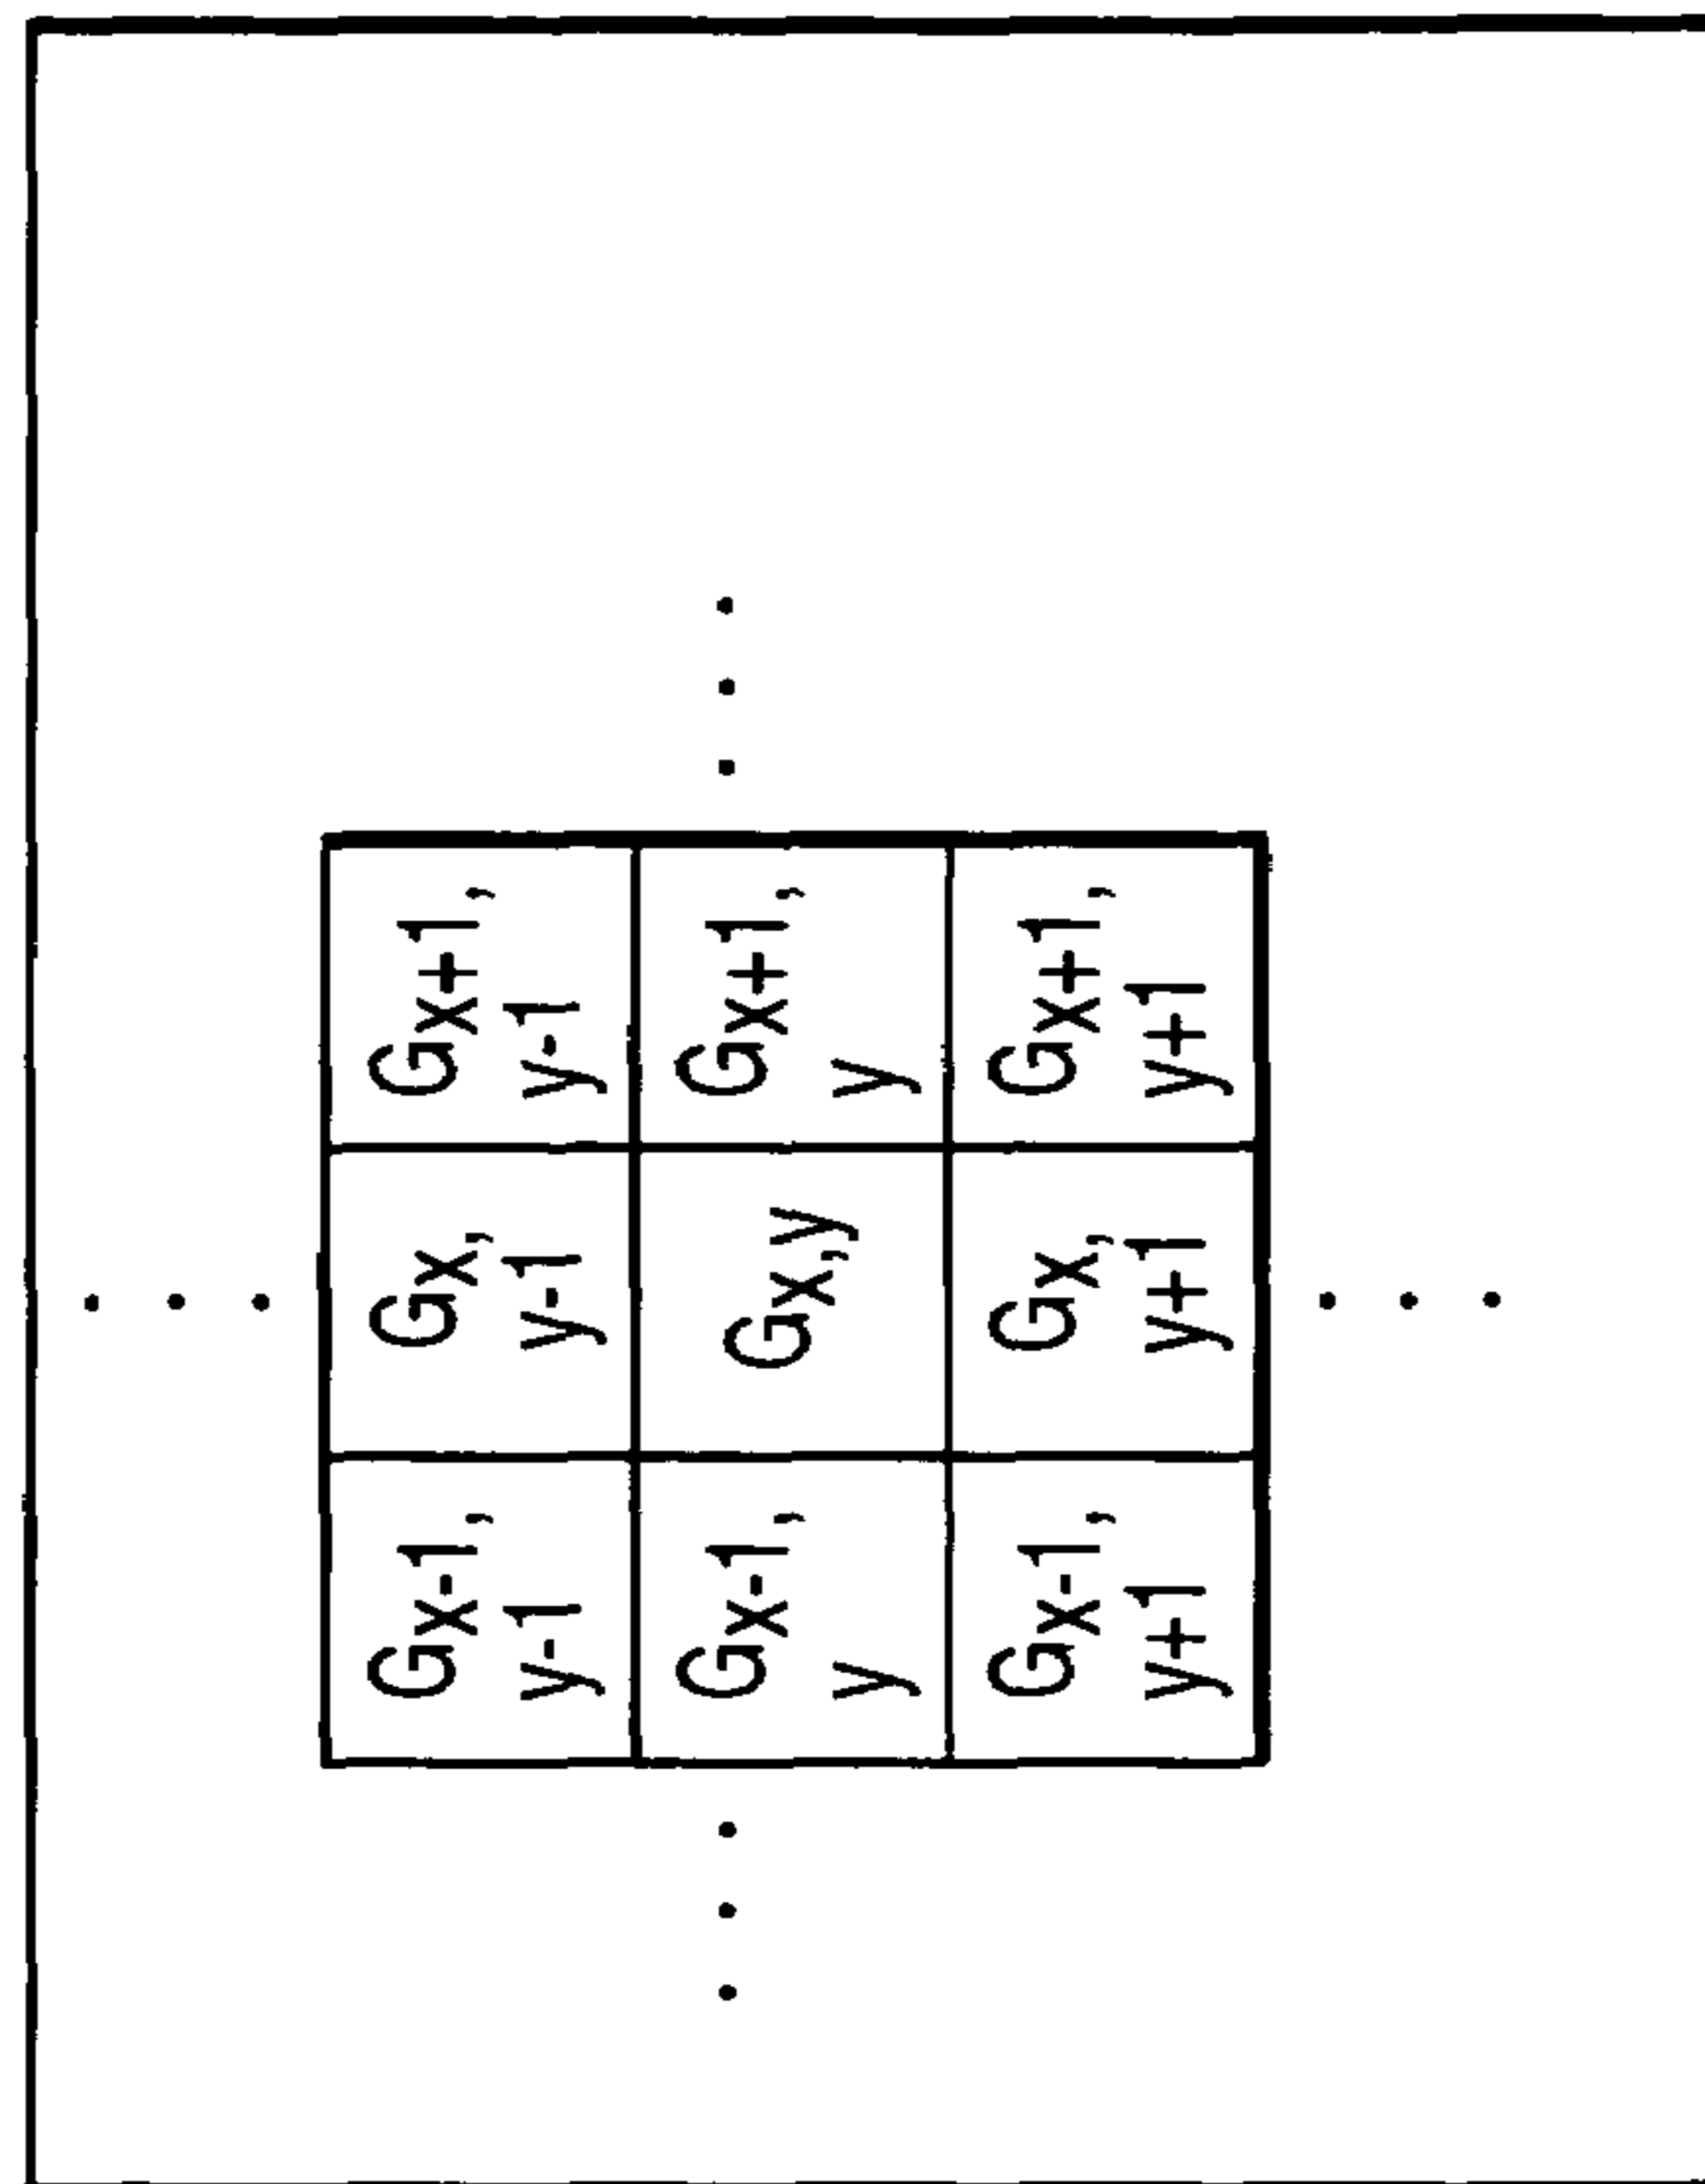 Gx-1,
y-1
Gx,
y-1
Gx+1,
y-1
Gx-1,
y
Gx,y
Gx+1,
y
Gx-1,
y+1
Gx,
y+1
Gx+1,
y+1